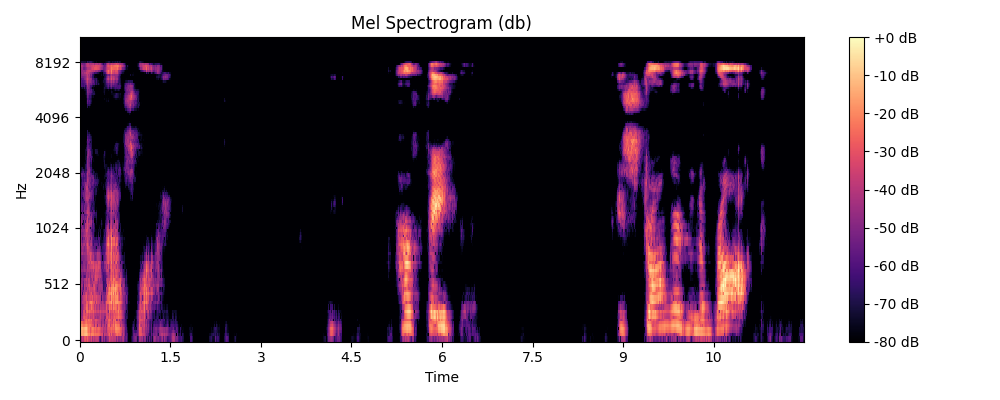 Mel Spectrogram (db)
+0 dB
8192
-10 dB
4096
-20 dB
-30 dB
2048
Hz
-40 dB
1024
-50 dB
512
-60 dB
-70 dB
0
-80 dB
0 1.5 3 4.5 6 7.5 9 10
Time